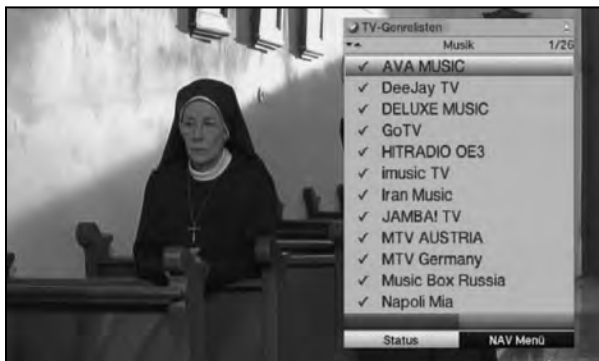 TV-Genrelisten
Musik 1/26
✓ AVA MUSIC
✓ DeeJay TV
✓ DELUXE MUSIC
✓ GoTV
✓ HITRADIO OE3
✓ imusic TV
✓ Iran Music
✓ JAMBA! TV
✓ MTV AUSTRIA
✓ MTV Germany
✓ Music Box Russia
✓ Napoli Mia
Status NAV Menü